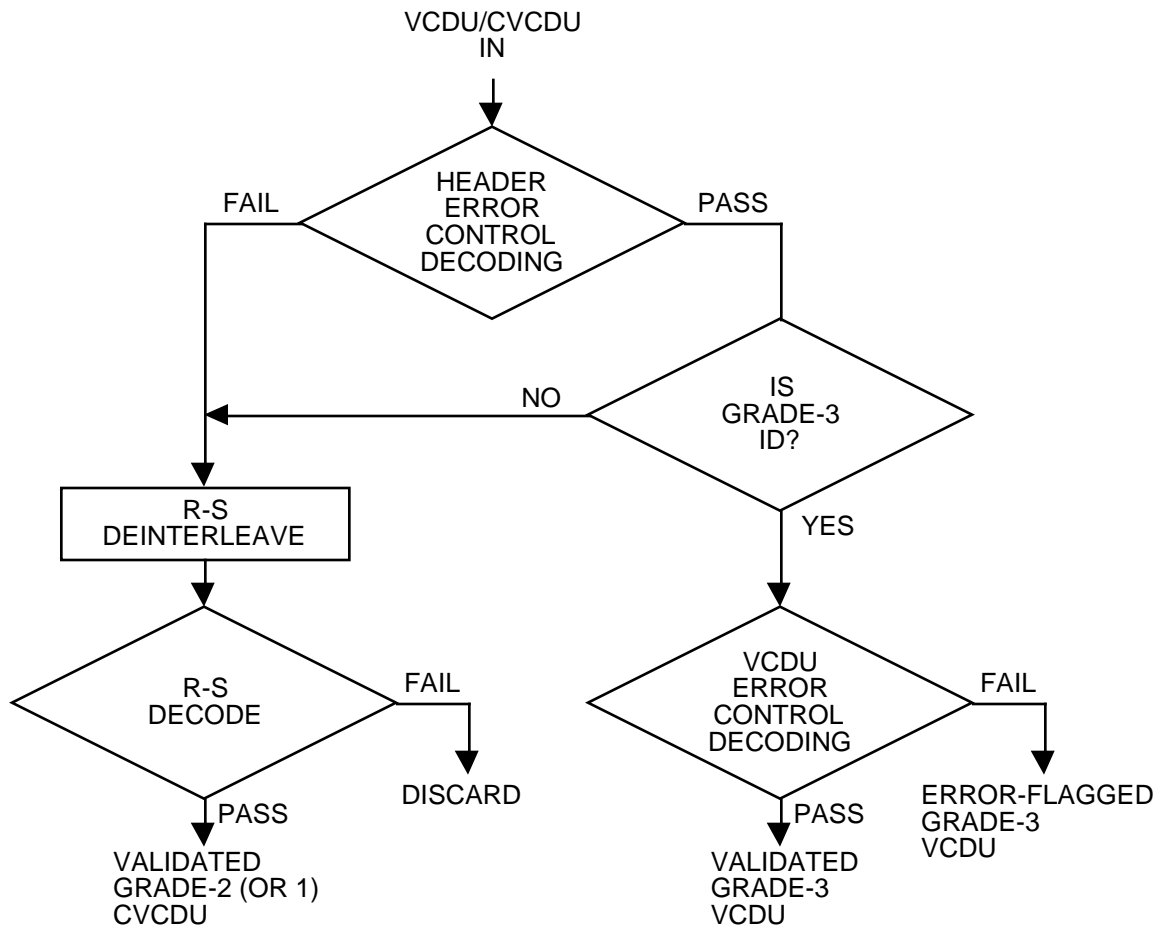 VCDU/CVCDU
IN
HEADER
ERROR
CONTROL
DECODING
FAIL
PASS
IS
GRADE-3
ID?
NO
YES
R-S
DEINTERLEAVE
R-S
DECODE
FAIL
DISCARD
PASS
VALIDATED
GRADE-2 (OR 1)
CVCDU
VCDU
ERROR
CONTROL
DECODING
FAIL
ERROR-FLAGGED
GRADE-3
VCDU
PASS
VALIDATED
GRADE-3
VCDU